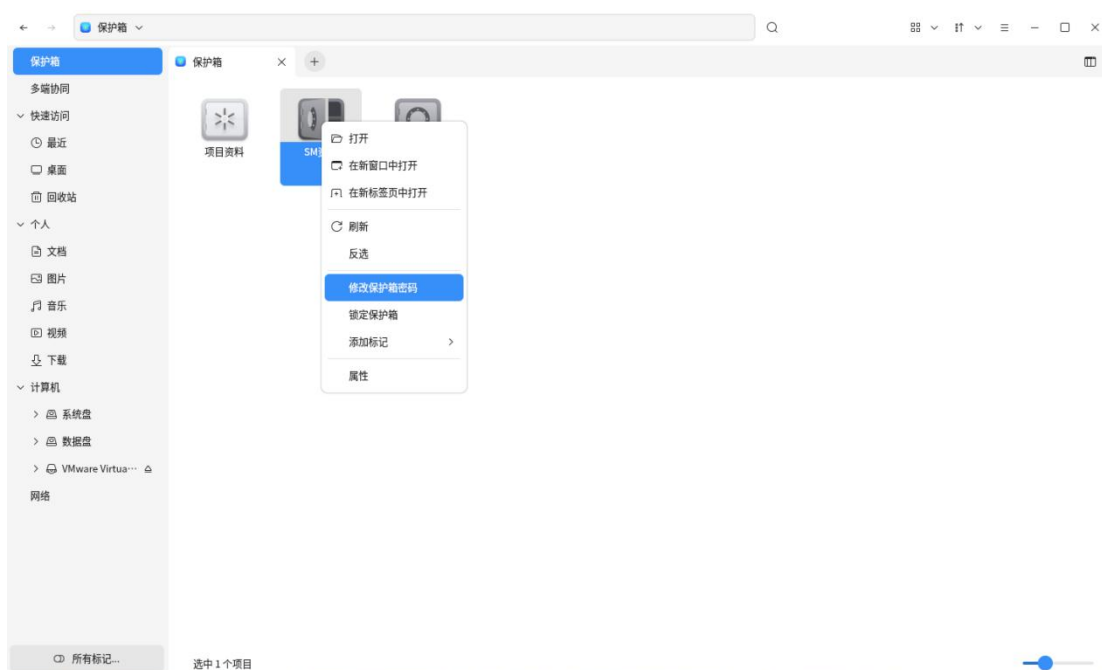 保护箱
保护箱
保护箱
多端协同
快速访问
最近
桌面
回收站
个人
文档
图片
音乐
视频
下载
计算机
系统盘
数据盘
VMware Virtua…
网络
所有标记...
项目资料
SM
打开
在新窗口中打开
在新标签页中打开
刷新
反选
修改保护箱密码
锁定保护箱
添加标记
属性
选中 1 个项目